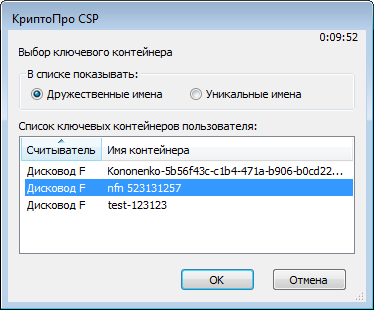 КриптоПро CSP
0:09:52
Выбор ключевого контейнера
В списке показывать:
Дружественные имена Уникальные имена
Список ключевых контейнеров пользователя:
Считыватель Имя контейнера
Дисковод F Kononenko-5b56f43c-c1b4-471a-b906-b0cd22...
Дисковод F nfn 523131257
Дисковод F test-123123
OK Отмена